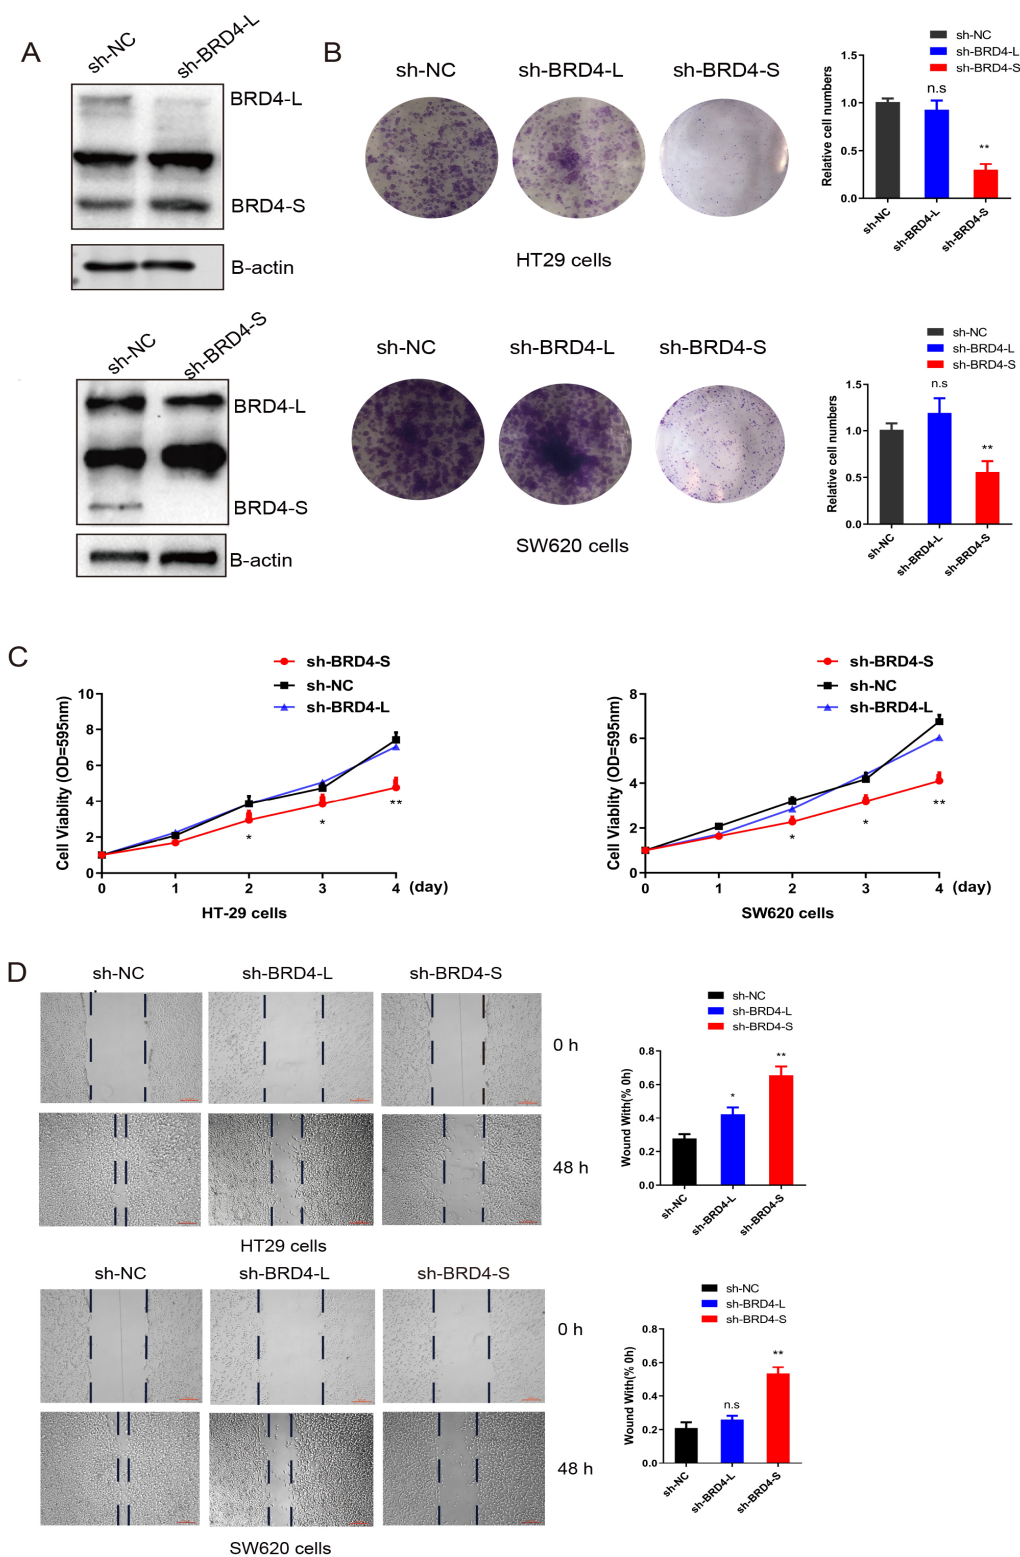 A
sh-NC
sh-BRD4-L
BRD4-L
BRD4-S
B-actin
sh-NC
sh-BRD4-S
BRD4-L
BRD4-S
B-actin
B
sh-NC
sh-BRD4-L
sh-BRD4-S
HT29 cells
sh-NC
sh-BRD4-L
sh-BRD4-S
1.5
1.0
0.5
0.0
Relative cell numbers
n.s
**
sh-NC
sh-BRD4-L
sh-BRD4-S
sh-NC
sh-BRD4-L
sh-BRD4-S
SW620 cells
sh-NC
sh-BRD4-L
sh-BRD4-S
1.5
1.0
0.5
0.0
Relative cell numbers
n.s
**
sh-NC
sh-BRD4-L
sh-BRD4-S
C
sh-BRD4-S
sh-NC
sh-BRD4-L
10
8
6
4
2
0
Cell Viablity (OD=595nm)
*
*
**
0 1 2 3 4 (day)
HT-29 cells
sh-BRD4-S
sh-NC
sh-BRD4-L
8
6
4
2
0
Cell Viablity (OD=595nm)
*
*
**
0 1 2 3 4 (day)
SW620 cells
D
sh-NC
sh-BRD4-L
sh-BRD4-S
0 h
48 h
HT29 cells
sh-NC
sh-BRD4-L
sh-BRD4-S
0.8
0.6
0.4
0.2
0.0
Wound With(% 0h)
*
**
sh-NC
sh-BRD4-L
sh-BRD4-S
sh-NC
sh-BRD4-L
sh-BRD4-S
0 h
48 h
SW620 cells
sh-NC
sh-BRD4-L
sh-BRD4-S
0.8
0.6
0.4
0.2
0.0
Wound With(% 0h)
n.s
**
sh-NC
sh-BRD4-L
sh-BRD4-S